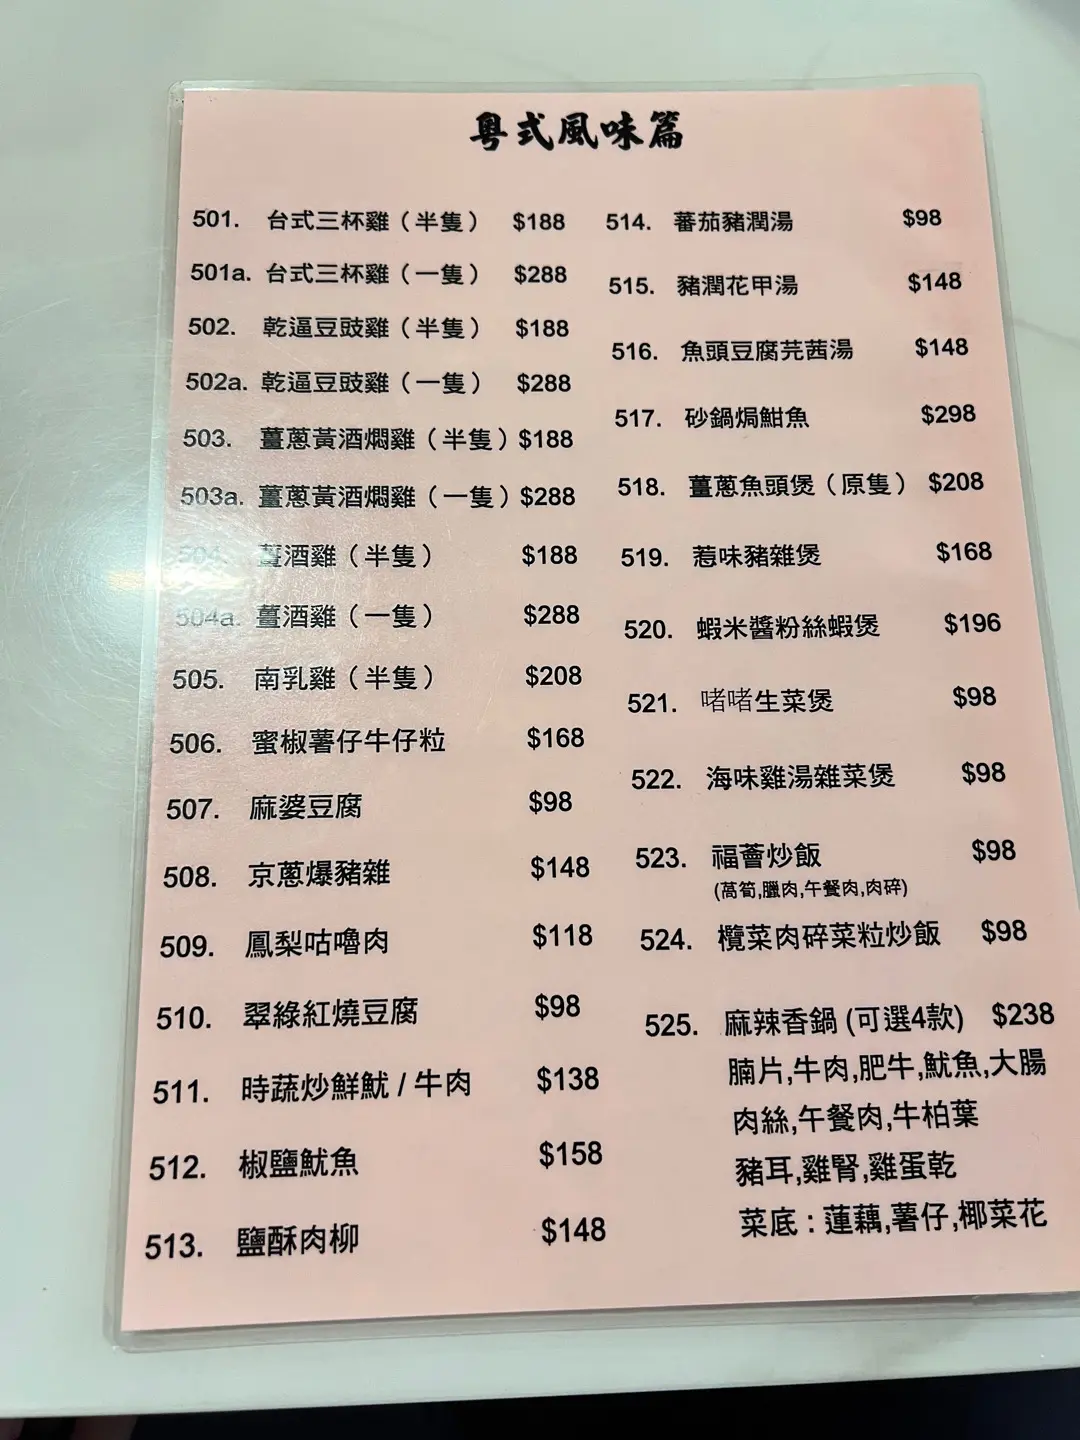 粵式風味篇
501. 台式三杯雞（半隻） $188
501a. 台式三杯雞（一隻） $288
502. 乾逼豆豉雞（半隻） $188
502a. 乾逼豆豉雞（一隻） $288
503. 薑蔥黃酒燜雞（半隻）$188
503a. 薑蔥黃酒燜雞（一隻）$288
504. 薑酒雞（半隻） $188
504a. 薑酒雞（一隻） $288
505. 南乳雞（半隻） $208
506. 蜜椒薯仔牛仔粒 $168
507. 麻婆豆腐 $98
508. 京蔥爆豬雜 $148
509. 鳳梨咕嚕肉 $118
510. 翠綠紅燒豆腐 $98
511. 時蔬炒鮮魷 / 牛肉 $138
512. 椒鹽魷魚 $158
513. 鹽酥肉柳 $148
514. 蕃茄豬潤湯 $98
515. 豬潤花甲湯 $148
516. 魚頭豆腐芫茜湯 $148
517. 砂鍋焗鮒魚 $298
518. 薑蔥魚頭煲（原隻） $208
519. 惹味豬雜煲 $168
520. 蝦米醬粉絲蝦煲 $196
521. 啫啫生菜煲 $98
522. 海味雞湯雜菜煲 $98
523. 福薈炒飯 $98
(萵筍,臘肉,午餐肉,肉碎)
524. 欖菜肉碎菜粒炒飯 $98
525. 麻辣香鍋 (可選4款) $238
腩片,牛肉,肥牛,魷魚,大腸
肉絲,午餐肉,牛柏葉
豬耳,雞腎,雞蛋乾
菜底：蓮藕,薯仔,椰菜花